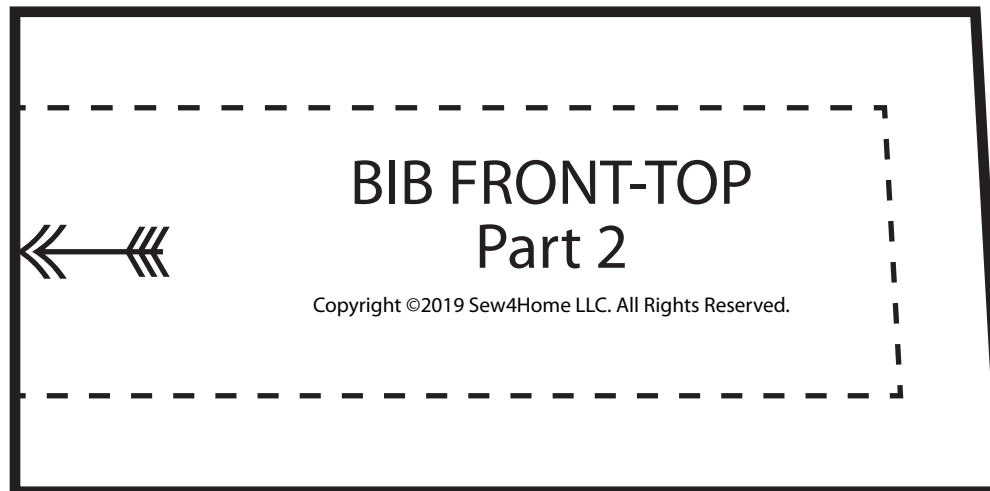 BIB FRONT-TOP
Part 2
Copyright ©2019 Sew4Home LLC. All Rights Reserved.